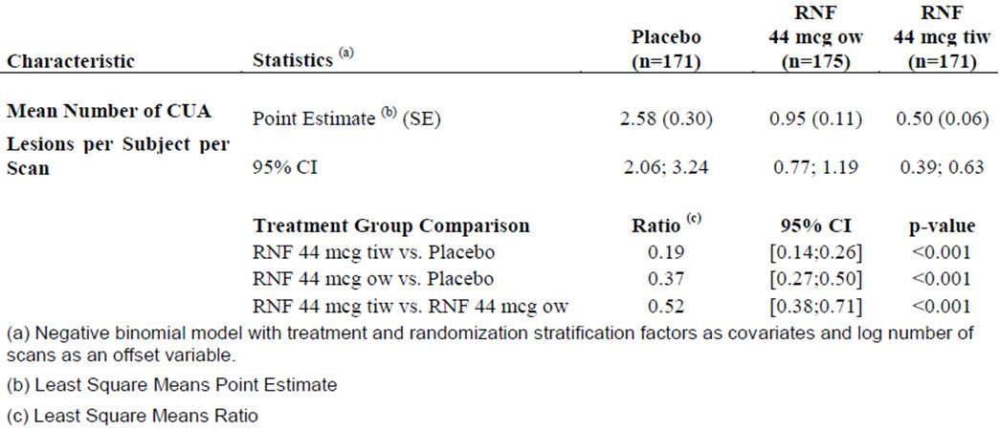 Characteristic Statistics (a) Placebo (n=171) RNF 44 mcg ow (n=175) RNF 44 mcg tiw (n=171)
Mean Number of CUA Lesions per Subject per Scan
Point Estimate (b) (SE) 2.58 (0.30) 0.95 (0.11) 0.50 (0.06)
95% CI 2.06; 3.24 0.77; 1.19 0.39; 0.63
Treatment Group Comparison Ratio (c) 95% CI p-value
RNF 44 mcg tiw vs. Placebo 0.19 [0.14;0.26] <0.001
RNF 44 mcg ow vs. Placebo 0.37 [0.27;0.50] <0.001
RNF 44 mcg tiw vs. RNF 44 mcg ow 0.52 [0.38;0.71] <0.001
(a) Negative binomial model with treatment and randomization stratification factors as covariates and log number of
scans as an offset variable.
(b) Least Square Means Point Estimate
(c) Least Square Means Ratio